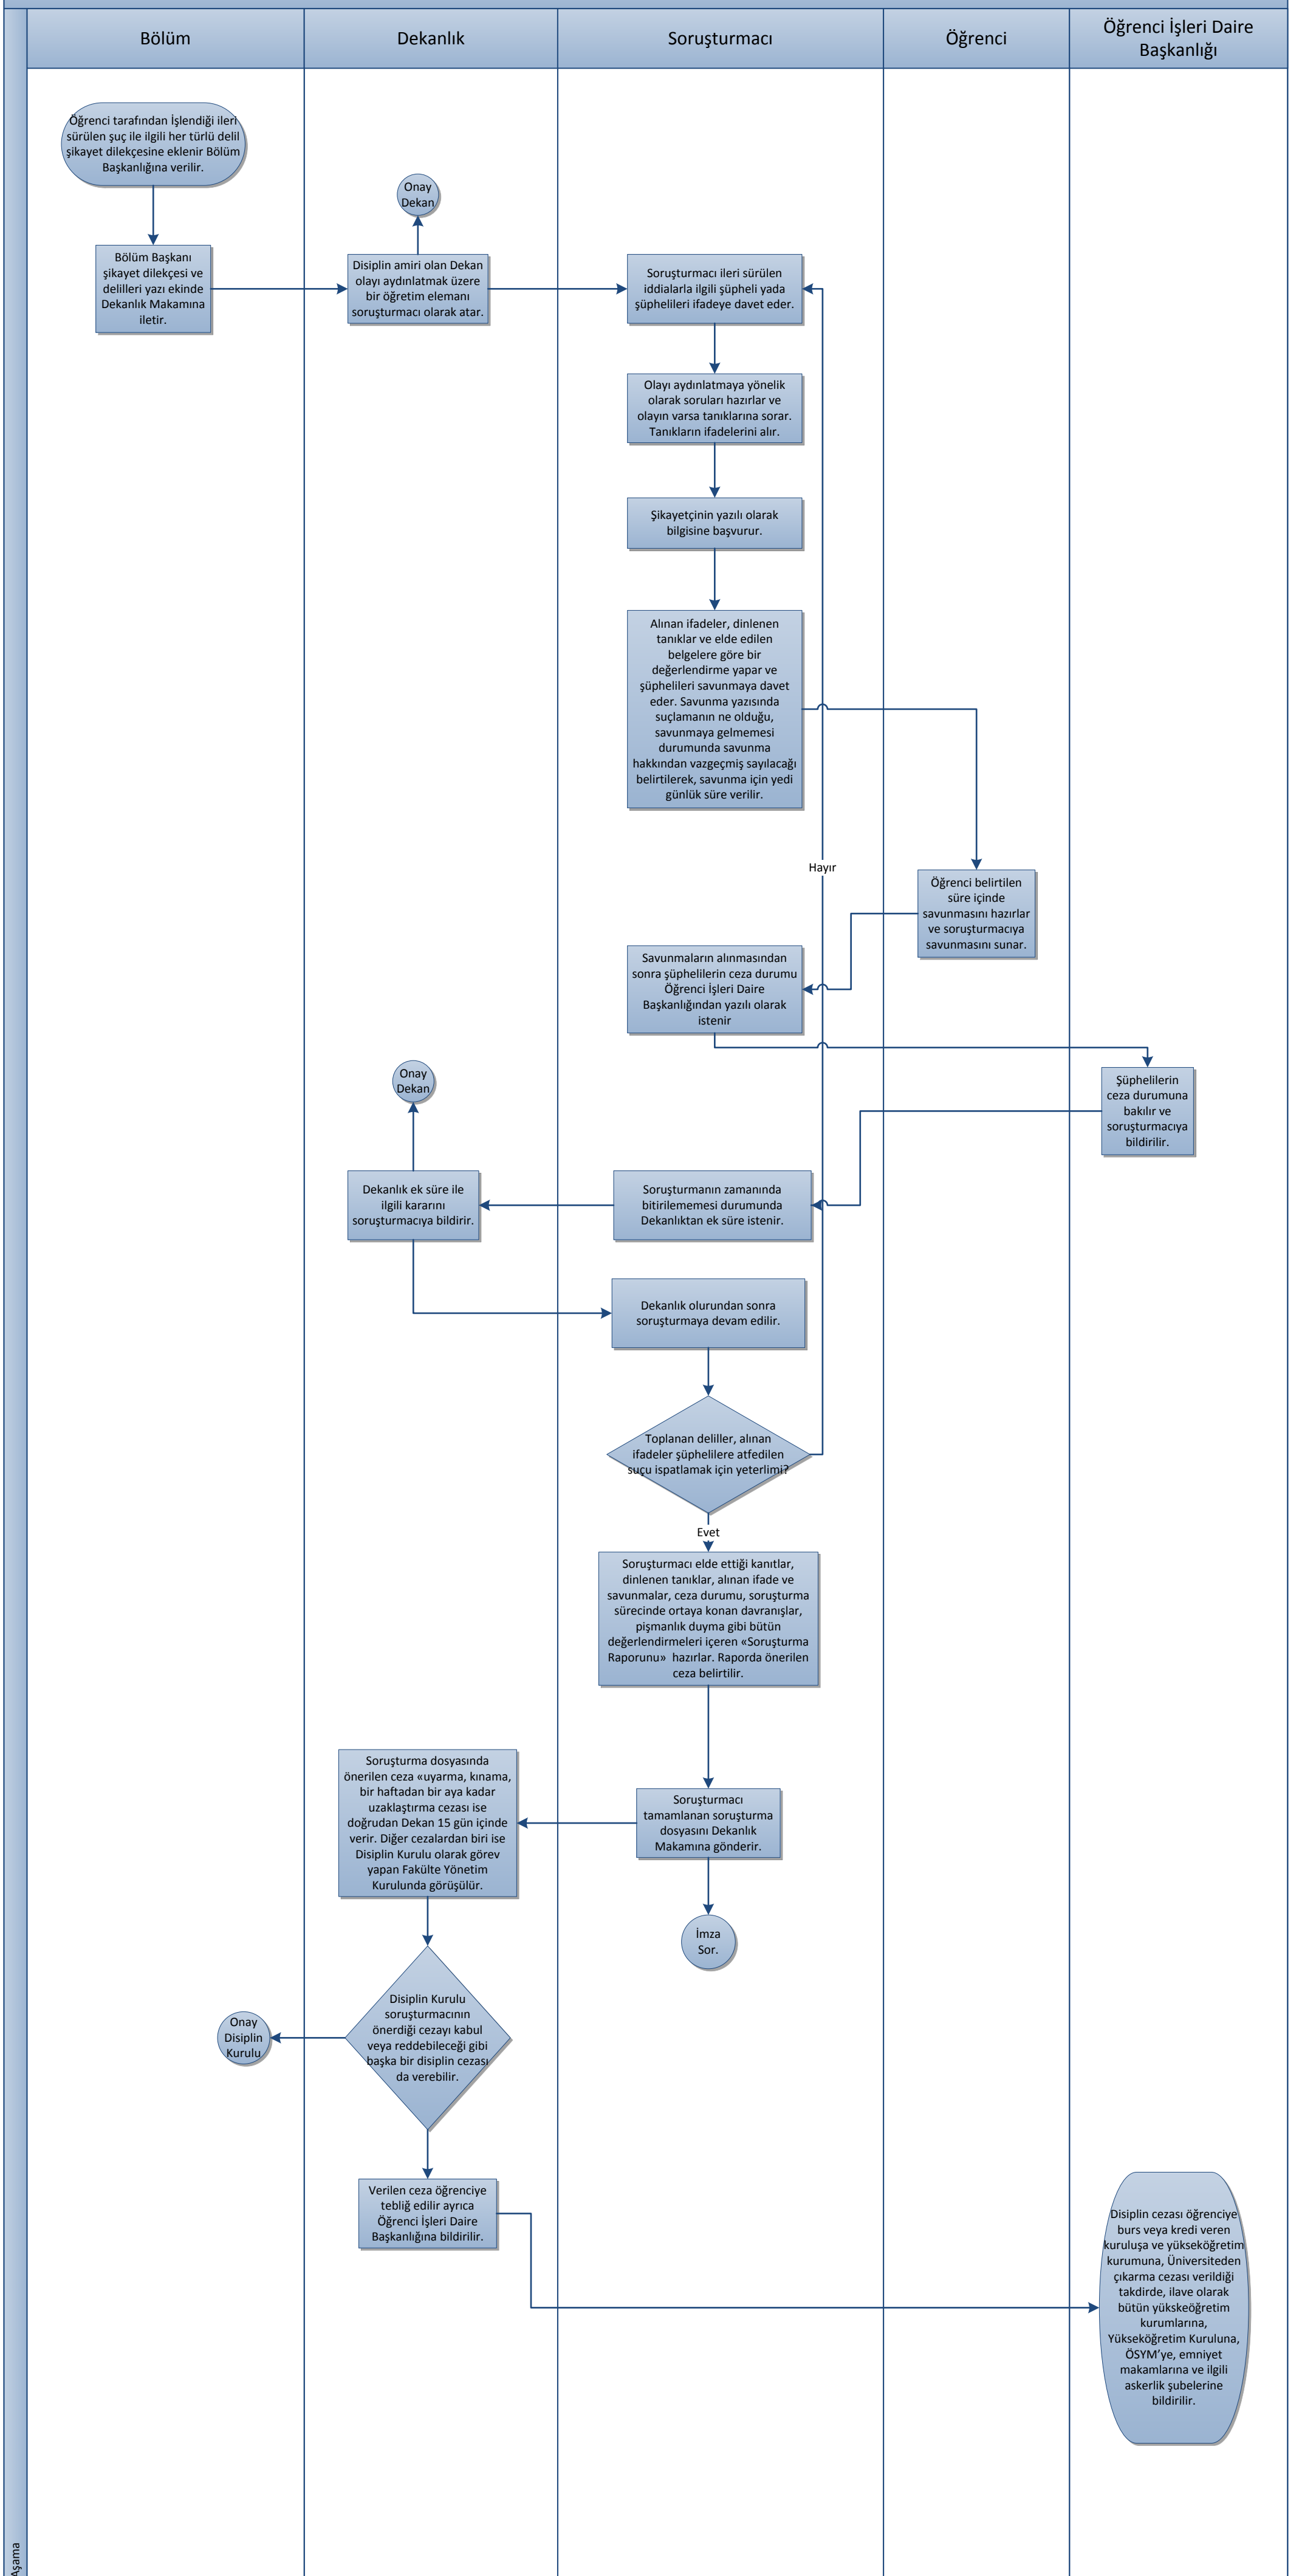 Bölüm
Dekanlık
Soruşturmacı
Öğrenci
Öğrenci İşleri Daire
Başkanlığı
Öğrenci tarafından İşlendiği ileri
sürülen şuç ile ilgili her türlü delil
şikayet dilekçesine eklenir Bölüm
Başkanlığına verilir.
Onay
Dekan
Bölüm Başkanı
şikayet dilekçesi ve
delilleri yazı ekinde
Dekanlık Makamına
iletir.
Disiplin amiri olan Dekan
olayı aydınlatmak üzere
bir öğretim elemanı
soruşturmacı olarak atar.
Soruşturmacı ileri sürülen
iddialarla ilgili şüpheli yada
şüphelileri ifadeye davet eder.
Olayı aydınlatmaya yönelik
olarak soruları hazırlar ve
olayın varsa tanıklarına sorar.
Tanıkların ifadelerini alır.
Şikayetçinin yazılı olarak
bilgisine başvurur.
Alınan ifadeler, dinlenen
tanıklar ve elde edilen
belgelere göre bir
değerlendirme yapar ve
şüphelileri savunmaya davet
eder. Savunma yazısında
suçlamanın ne olduğu,
savunmaya gelmemesi
durumunda savunma
hakkından vazgeçmiş sayılacağı
belirtilerek, savunma için yedi
günlük süre verilir.
Hayır
Öğrenci belirtilen
süre içinde
savunmasını hazırlar
ve soruşturmacıya
savunmasını sunar.
Savunmaların alınmasından
sonra şüphelilerin ceza durumu
Öğrenci İşleri Daire
Başkanlığından yazılı olarak
istenir
Onay
Dekan
Şüphelilerin
ceza durumuna
bakılır ve
soruşturmacıya
bildirilir.
Dekanlık ek süre ile
ilgili kararını
soruşturmacıya bildirir.
Soruşturmanın zamanında
bitirilememesi durumunda
Dekanlıktan ek süre istenir.
Dekanlık olurundan sonra
soruşturmaya devam edilir.
Toplanan deliller, alınan
ifadeler şüphelilere atfedilen
suçu ispatlamak için yeterlimi?
Evet
Soruşturmacı elde ettiği kanıtlar,
dinlenen tanıklar, alınan ifade ve
savunmalar, ceza durumu, soruşturma
sürecinde ortaya konan davranışlar,
pişmanlık duyma gibi bütün
değerlendirmeleri içeren «Soruşturma
Raporunu» hazırlar. Raporda önerilen
ceza belirtilir.
Soruşturma dosyasında
önerilen ceza «uyarma, kınama,
bir haftadan bir aya kadar
uzaklaştırma cezası ise
doğrudan Dekan 15 gün içinde
verir. Diğer cezalardan biri ise
Disiplin Kurulu olarak görev
yapan Fakülte Yönetim
Kurulunda görüşülür.
Soruşturmacı
tamamlanan soruşturma
dosyasını Dekanlık
Makamına gönderir.
İmza
Sor.
Disiplin Kurulu
soruşturmacının
önerdiği cezayı kabul
veya reddebileceği gibi
başka bir disiplin cezası
da verebilir.
Onay
Disiplin
Kurulu
Verilen ceza öğrenciye
tebliğ edilir ayrıca
Öğrenci İşleri Daire
Başkanlığına bildirilir.
Disiplin cezası öğrenciye
burs veya kredi veren
kuruluşa ve yükseköğretim
kurumuna, Üniversiteden
çıkarma cezası verildiği
takdirde, ilave olarak
bütün yükskeöğretim
kurumlarına,
Yükseköğretim Kuruluna,
ÖSYM'ye, emniyet
makamlarına ve ilgili
askerlik şubelerine
bildirilir.
Aşama